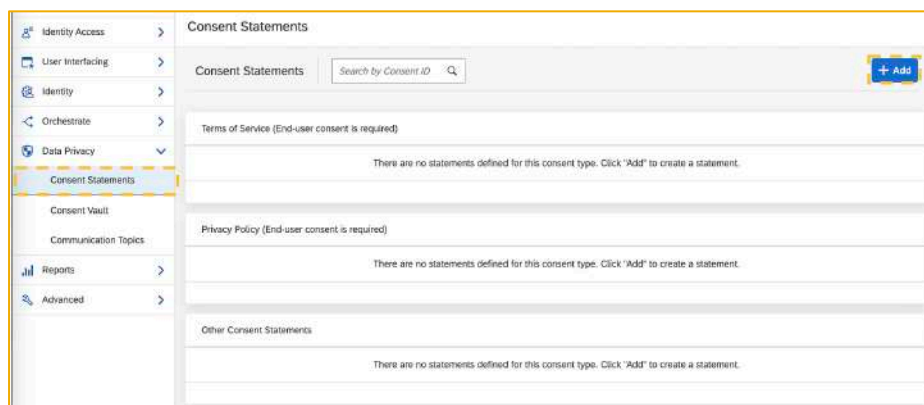 Identity Access
User Interfacing
Identity
Orchestrate
Data Privacy
Consent Statements
Consent Vault
Communication Topics
Reports
Advanced
Consent Statements
Consent Statements
Search by Consent ID
+ Add
Terms of Service (End-user consent is required)
There are no statements defined for this consent type. Click "Add" to create a statement.
Privacy Policy (End-user consent is required)
There are no statements defined for this consent type. Click "Add" to create a statement.
Other Consent Statements
There are no statements defined for this consent type. Click "Add" to create a statement.